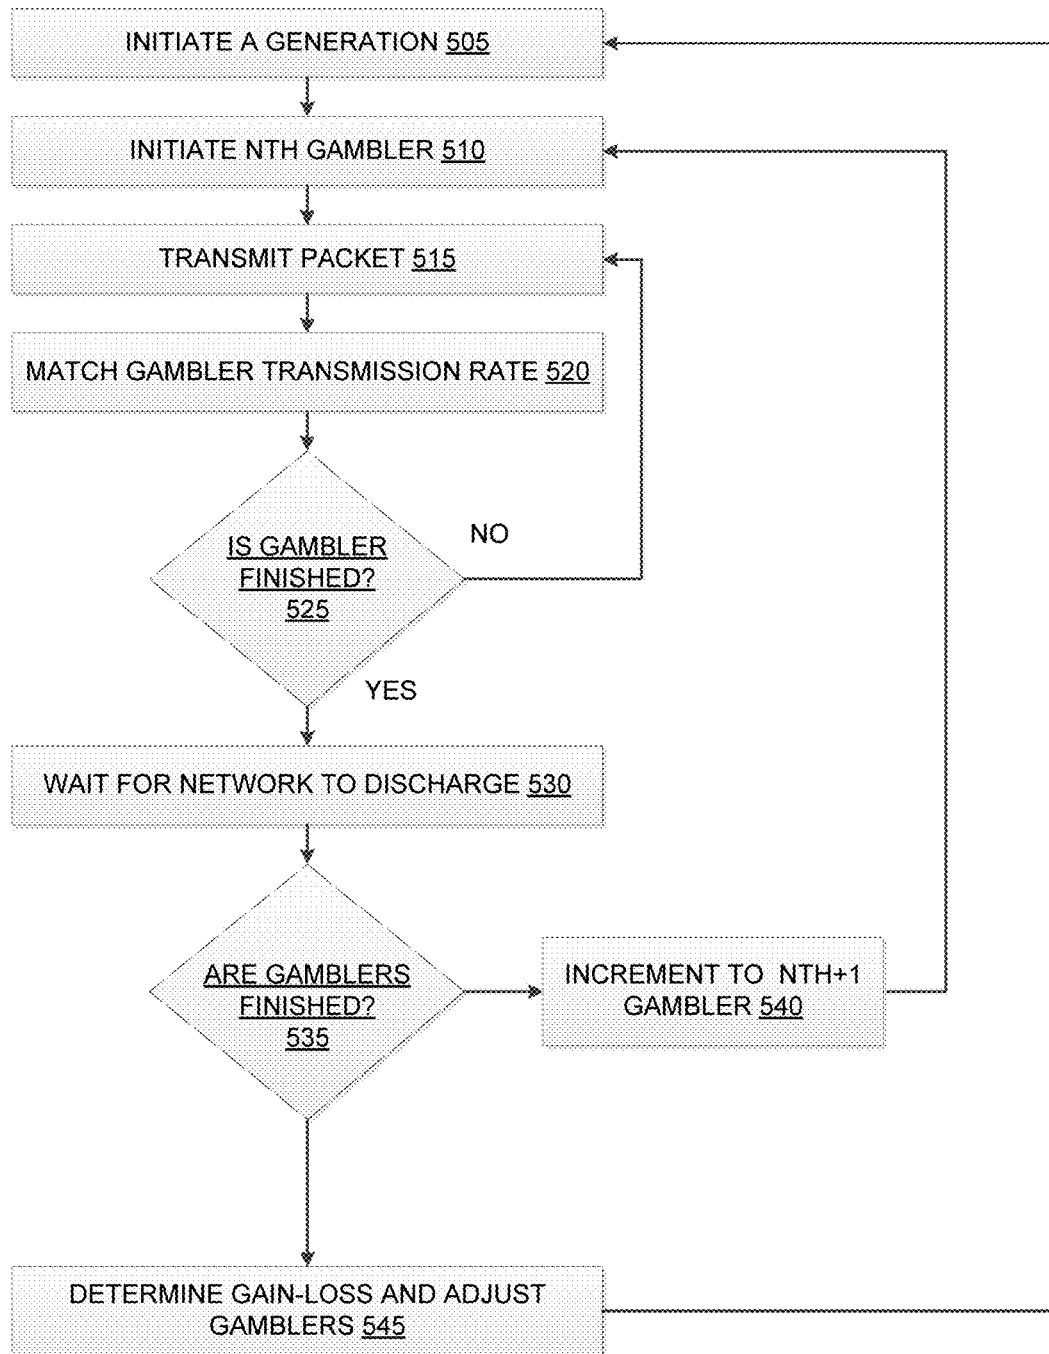 INITIATE A GENERATION 505
INITIATE NTH GAMBLER 510
TRANSMIT PACKET 515
MATCH GAMBLER TRANSMISSION RATE 520
IS GAMBLER
FINISHED?
525
NO
YES
WAIT FOR NETWORK TO DISCHARGE 530
ARE GAMBLERS
FINISHED?
535
INCREMENT TO NTH+1
GAMBLER 540
DETERMINE GAIN-LOSS AND ADJUST
GAMBLERS 545